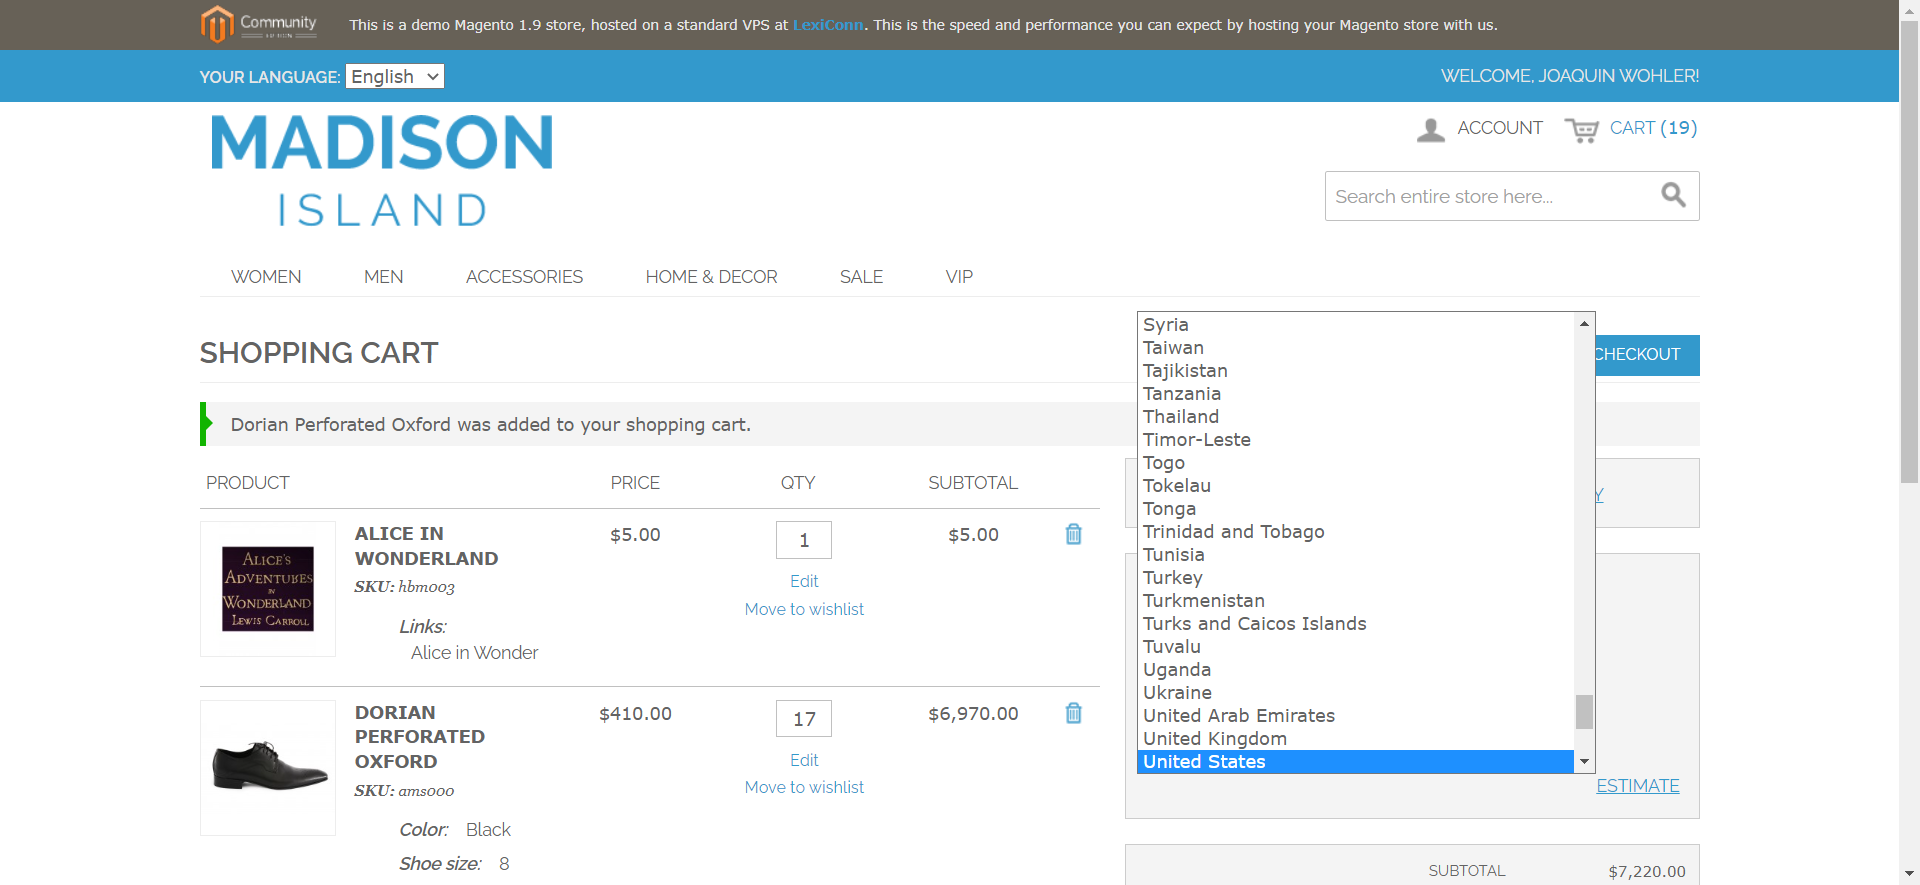 Community
This is a demo Magento 1.9 store, hosted on a standard VPS at LexiConn. This is the speed and performance you can expect by hosting your Magento store with us.
YOUR LANGUAGE: English
WELCOME, JOAQUIN WOHLER!
MADISON
ISLAND
ACCOUNT
CART (19)
Search entire store here...
WOMEN
MEN
ACCESSORIES
HOME & DECOR
SALE
VIP
SHOPPING CART
CHECKOUT
Dorian Perforated Oxford was added to your shopping cart.
PRODUCT
PRICE
QTY
SUBTOTAL
ALICE'S
ADVENTURES
IN
WONDERLAND
LEWIS CARROLL
ALICE IN
WONDERLAND
SKU: hbm003
Links:
Alice in Wonder
$5.00
1
Edit
Move to wishlist
$5.00
DORIAN
PERFORATED
OXFORD
SKU: ams000
Color: Black
Shoe size: 8
$410.00
17
Edit
Move to wishlist
$6,970.00
Syria
Taiwan
Tajikistan
Tanzania
Thailand
Timor-Leste
Togo
Tokelau
Tonga
Trinidad and Tobago
Tunisia
Turkey
Turkmenistan
Turks and Caicos Islands
Tuvalu
Uganda
Ukraine
United Arab Emirates
United Kingdom
United States
Y
ESTIMATE
SUBTOTAL
$7,220.00